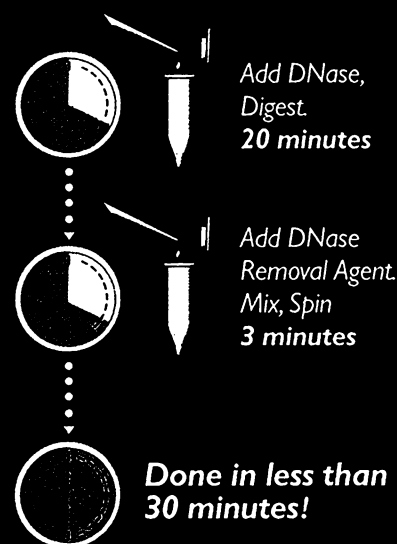 Add DNase,
Digest.
20 minutes
Add DNase
Removal Agent.
Mix, Spin
3 minutes
Done in less than
30 minutes!